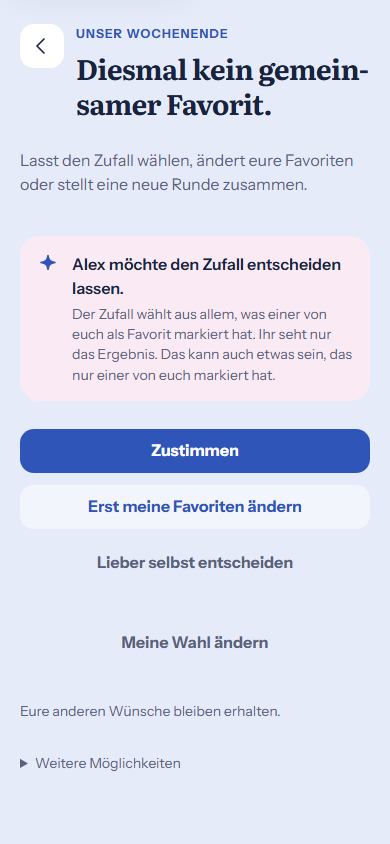 UNSER WOCHENENDE
Diesmal kein gemein-
samer Favorit.
Lasst den Zufall wählen, ändert eure Favoriten
oder stellt eine neue Runde zusammen.
Alex möchte den Zufall entscheiden
lassen.
Der Zufall wählt aus allem, was einer von
euch als Favorit markiert hat. Ihr seht nur
das Ergebnis. Das kann auch etwas sein, das
nur einer von euch markiert hat.
Zustimmen
Erst meine Favoriten ändern
Lieber selbst entscheiden
Meine Wahl ändern
Eure anderen Wünsche bleiben erhalten.
Weitere Möglichkeiten